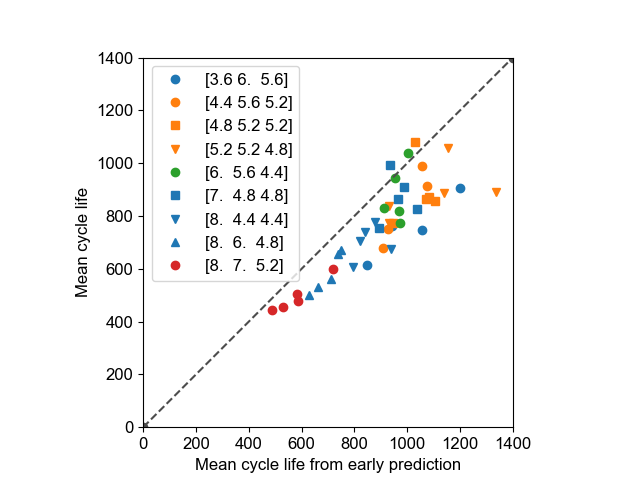 1400
1200
1000
800
600
400
200
0
Mean cycle life
[3.6 6.  5.6]
[4.4 5.6 5.2]
[4.8 5.2 5.2]
[5.2 5.2 4.8]
[6.  5.6 4.4]
[7.  4.8 4.8]
[8.  4.4 4.4]
[8.  6.  4.8]
[8.  7.  5.2]
0 200 400 600 800 1000 1200 1400
Mean cycle life from early prediction